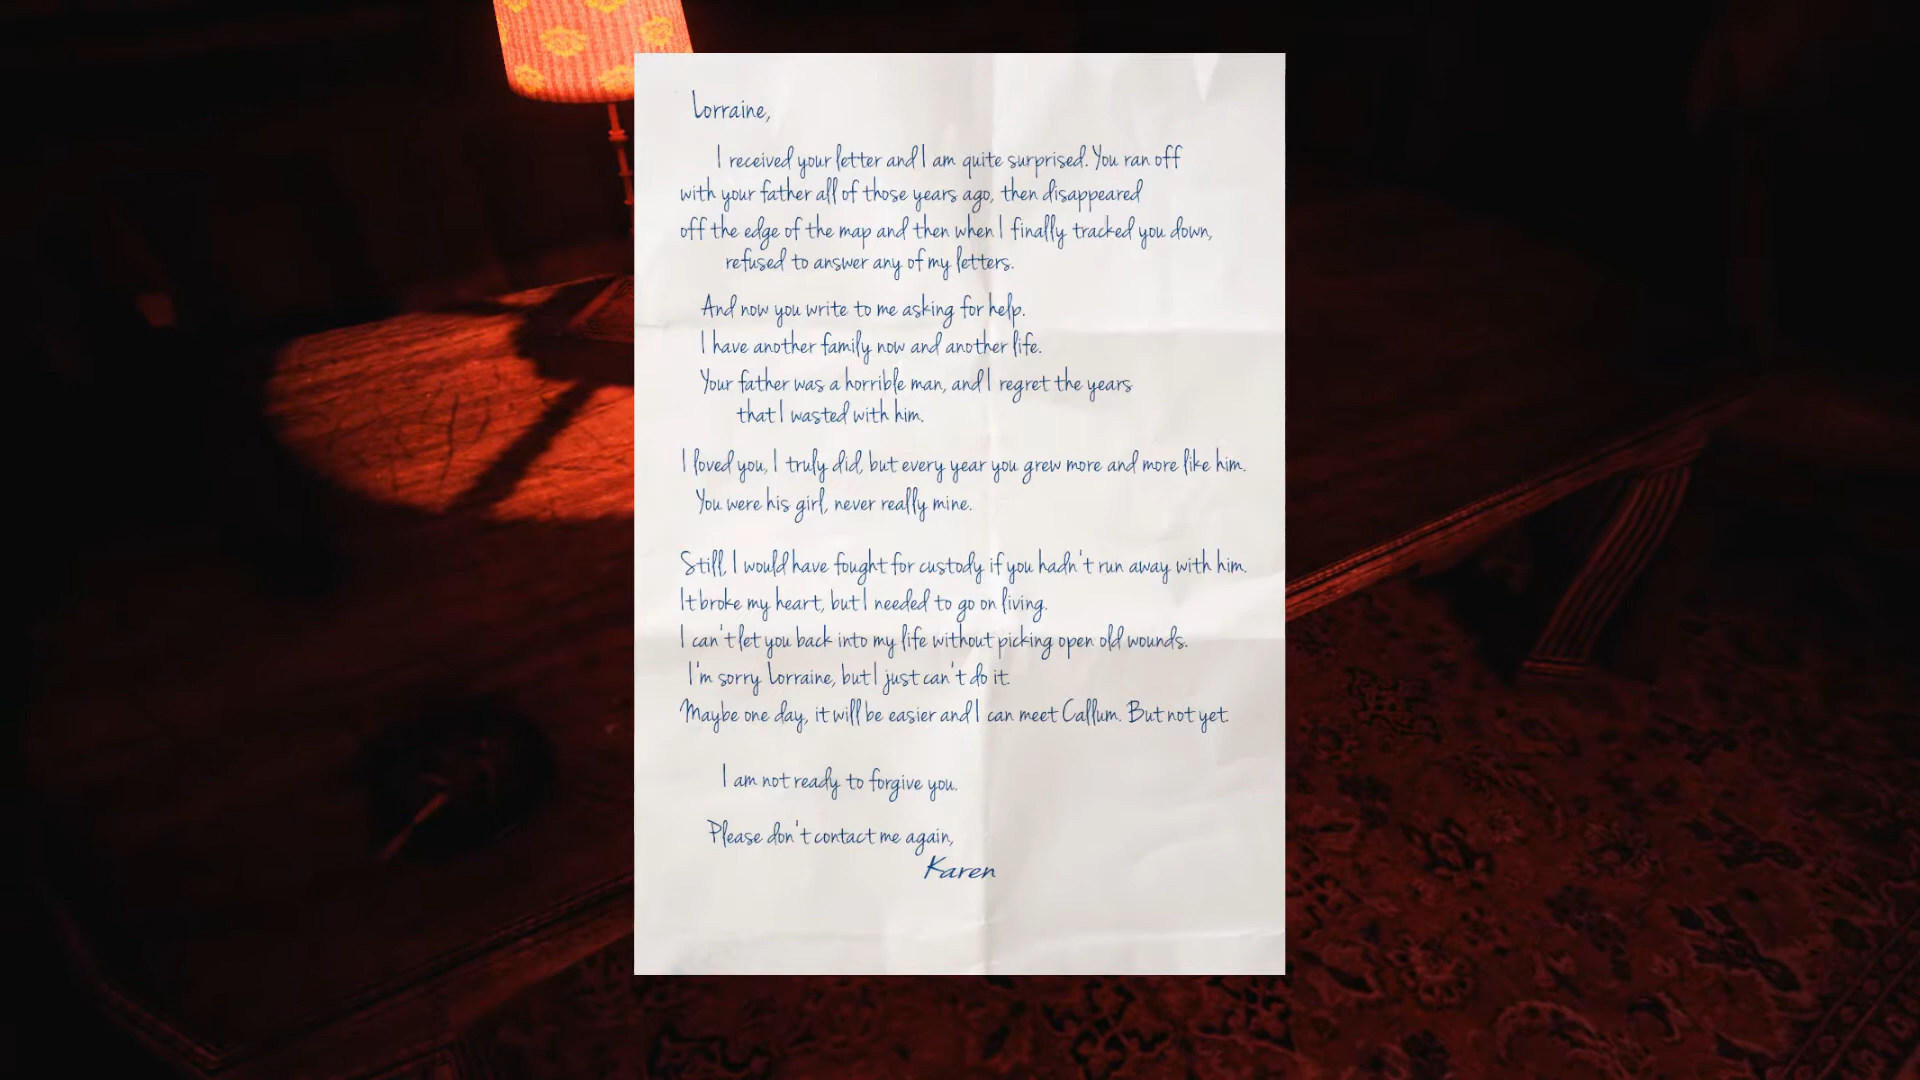 Lorraine,
I received your letter and I am quite surprised. You ran off
with your father all of those years ago, then disappeared
off the edge of the map and then when I finally tracked you down,
refused to answer any of my letters.
And now you write to me asking for help.
I have another family now and another life.
Your father was a horrible man, and I regret the years
that I wasted with him.
I loved you, I truly did, but every year you grew more and more like him.
You were his girl, never really mine.
Still, I would have fought for custody if you hadn't run away with him.
It broke my heart, but I needed to go on living.
I can't let you back into my life without picking open old wounds.
I'm sorry Lorraine, but I just can't do it.
Maybe one day, it will be easier and I can meet Callum. But not yet.
I am not ready to forgive you.
Please don't contact me again,
Karen